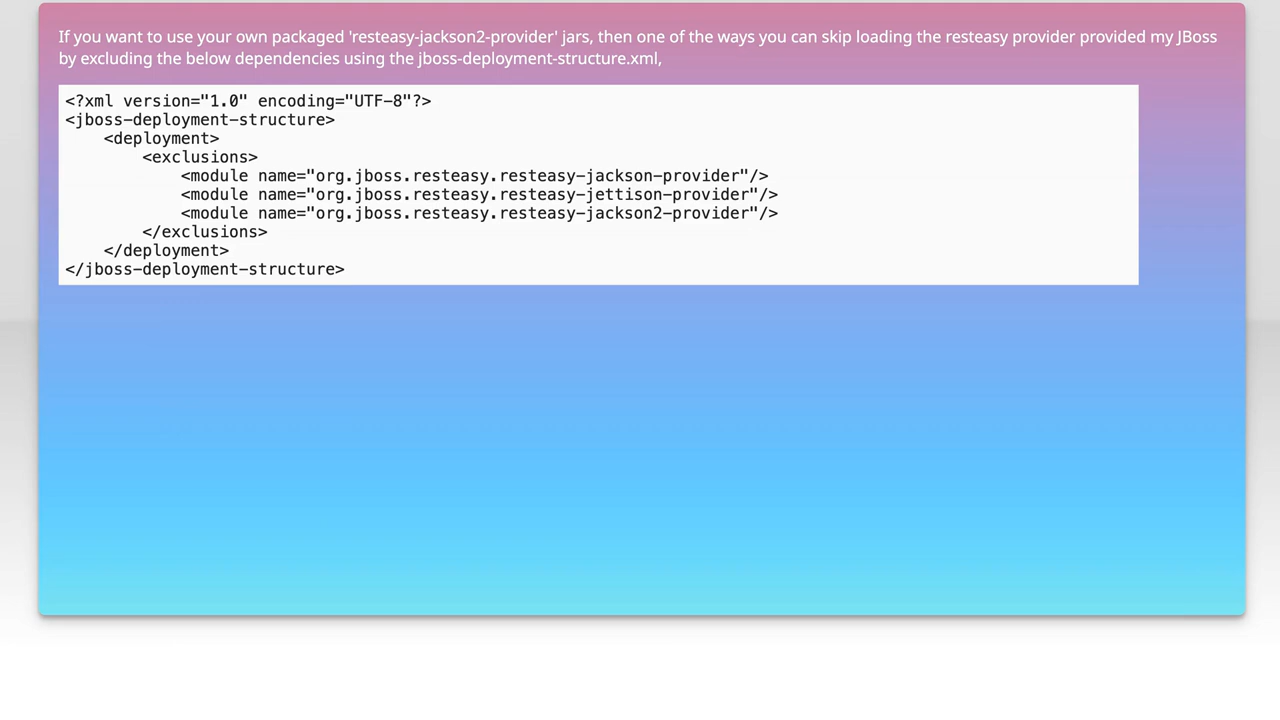 If you want to use your own packaged 'resteasy-jackson2-provider' jars, then one of the ways you can skip loading the resteasy provider provided my JBoss
by excluding the below dependencies using the jboss-deployment-structure.xml,
<?xml version="1.0" encoding="UTF-8"?>
<jboss-deployment-structure>
    <deployment>
        <exclusions>
            <module name="org.jboss.resteasy.resteasy-jackson-provider"/>
            <module name="org.jboss.resteasy.resteasy-jettison-provider"/>
            <module name="org.jboss.resteasy.resteasy-jackson2-provider"/>
        </exclusions>
    </deployment>
</jboss-deployment-structure>